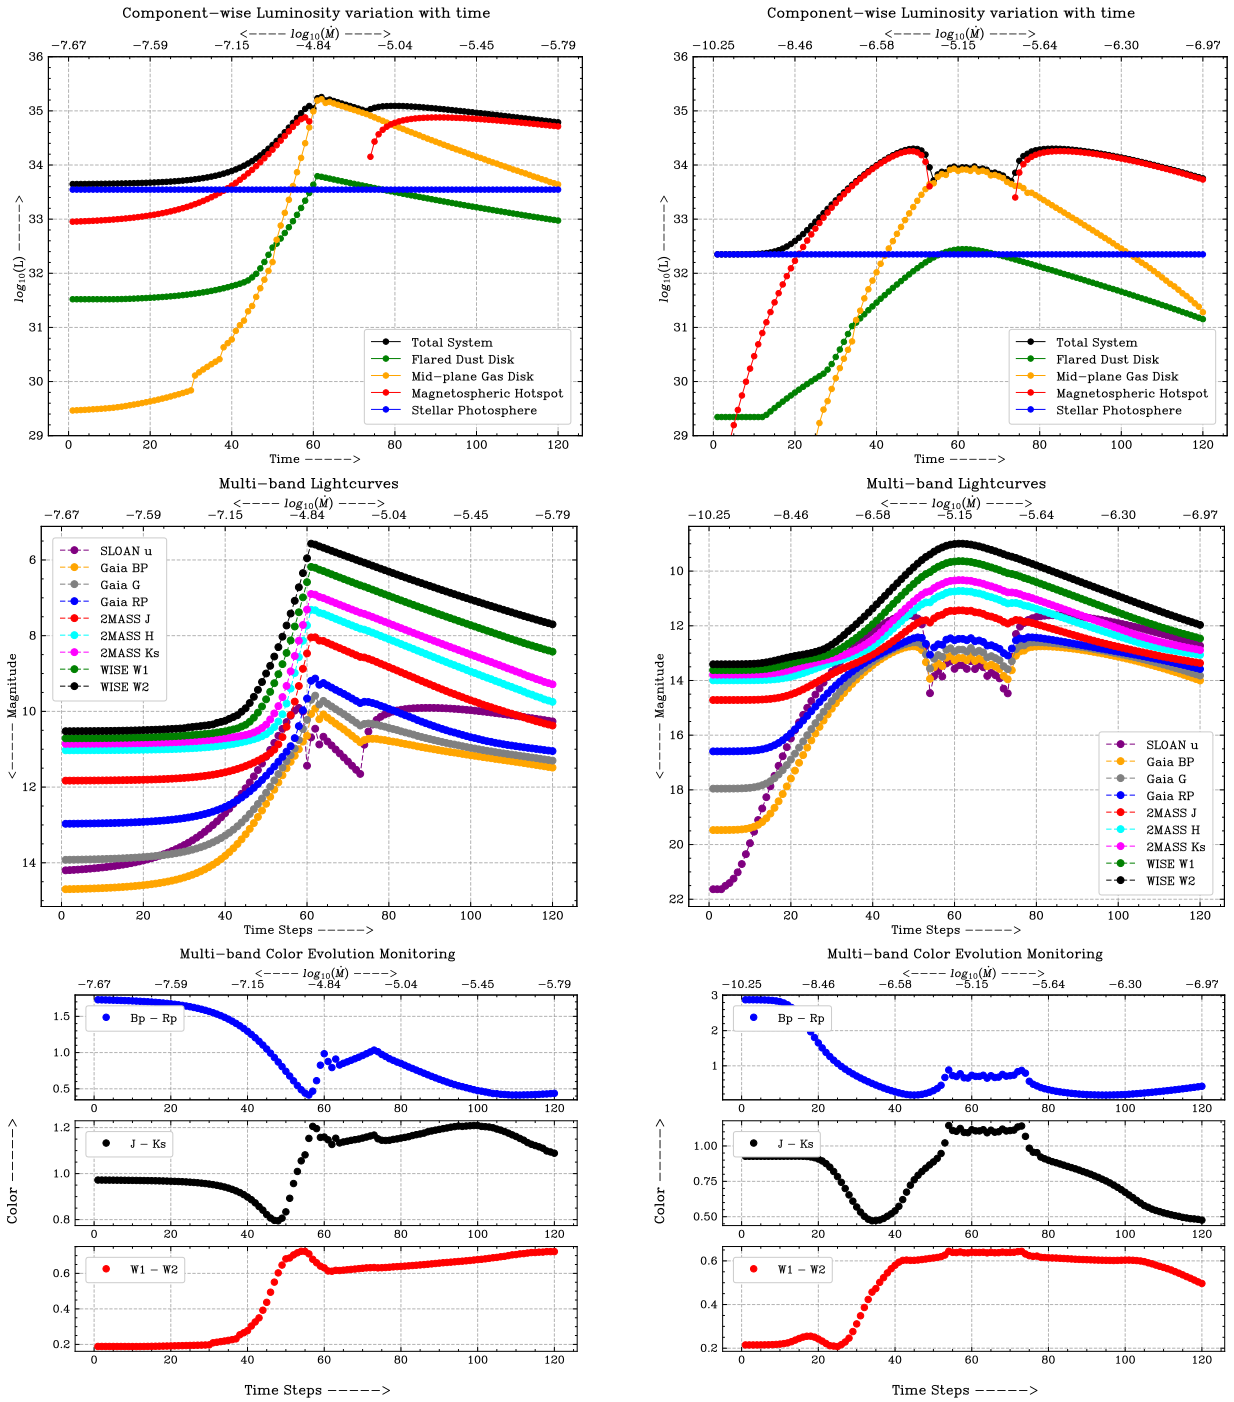 Component-wise Luminosity variation with time
<---- log10(Ṁ) ---->
-7.67 -7.59 -7.15 -4.84 -5.04 -5.45 -5.79
36
35
34
33
32
31
30
29
log10(L) ----->
Total System
Flared Dust Disk
Mid-plane Gas Disk
Magnetospheric Hotspot
Stellar Photosphere
0 20 40 60 80 100 120
Time ----->
Component-wise Luminosity variation with time
<---- log10(Ṁ) ---->
-10.25 -8.46 -6.58 -5.15 -5.64 -6.30 -6.97
36
35
34
33
32
31
30
29
log10(L) ----->
Total System
Flared Dust Disk
Mid-plane Gas Disk
Magnetospheric Hotspot
Stellar Photosphere
0 20 40 60 80 100 120
Time ----->
Multi-band Lightcurves
<---- log10(Ṁ) ---->
-7.67 -7.59 -7.15 -4.84 -5.04 -5.45 -5.79
6
8
10
12
14
<----- Magnitude
SLOAN u
Gaia BP
Gaia G
Gaia RP
2MASS J
2MASS H
2MASS Ks
WISE W1
WISE W2
0 20 40 60 80 100 120
Time Steps ----->
Multi-band Lightcurves
<---- log10(Ṁ) ---->
-10.25 -8.46 -6.58 -5.15 -5.64 -6.30 -6.97
10
12
14
16
18
20
22
<----- Magnitude
SLOAN u
Gaia BP
Gaia G
Gaia RP
2MASS J
2MASS H
2MASS Ks
WISE W1
WISE W2
0 20 40 60 80 100 120
Time Steps ----->
Multi-band Color Evolution Monitoring
<---- log10(Ṁ) ---->
-7.67 -7.59 -7.15 -4.84 -5.04 -5.45 -5.79
1.5
1.0
0.5
Bp - Rp
0 20 40 60 80 100 120
1.2
1.0
0.8
J - Ks
0 20 40 60 80 100 120
0.6
0.4
0.2
W1 - W2
0 20 40 60 80 100 120
Color ----->
Time Steps ----->
Multi-band Color Evolution Monitoring
<---- log10(Ṁ) ---->
-10.25 -8.46 -6.58 -5.15 -5.64 -6.30 -6.97
3
2
1
Bp - Rp
0 20 40 60 80 100 120
1.00
0.75
0.50
J - Ks
0 20 40 60 80 100 120
0.6
0.4
0.2
W1 - W2
0 20 40 60 80 100 120
Color ----->
Time Steps ----->